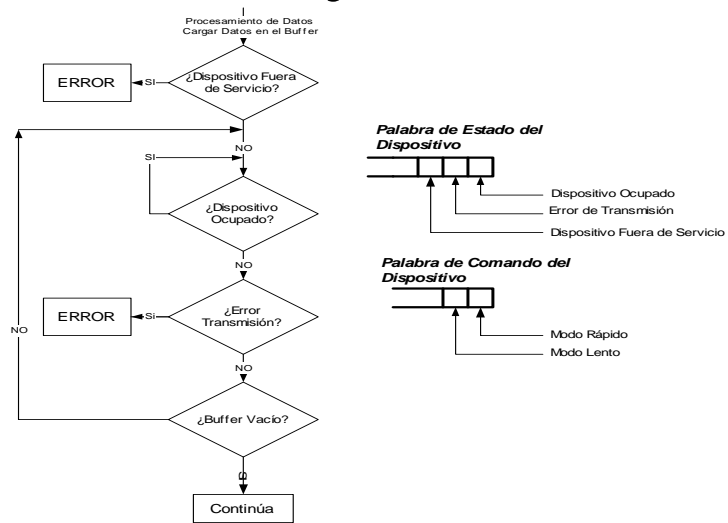 Procesamiento de Datos
Cargar Datos en el Buffer
¿Dispositivo Fuera
de Servicio?
SI
ERROR
NO
SI
¿Dispositivo
Ocupado?
NO
¿Error
Transmisión?
Si
ERROR
NO
NO
¿Buffer Vacío?
SI
Continúa
Palabra de Estado del
Dispositivo
Dispositivo Ocupado
Error de Transmisión
Dispositivo Fuera de Servicio
Palabra de Comando del
Dispositivo
Modo Rápido
Modo Lento